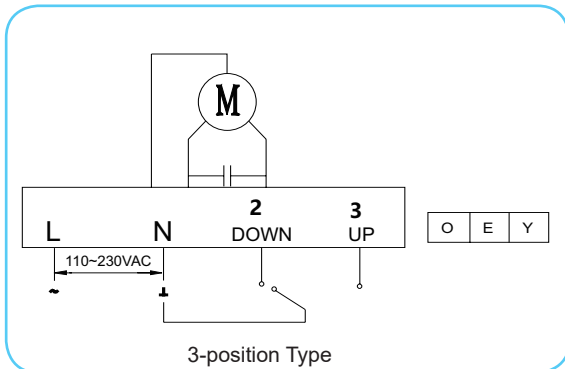 M
2 3
L N DOWN UP
O E Y
110~230VAC
~ ⊥
3-position Type